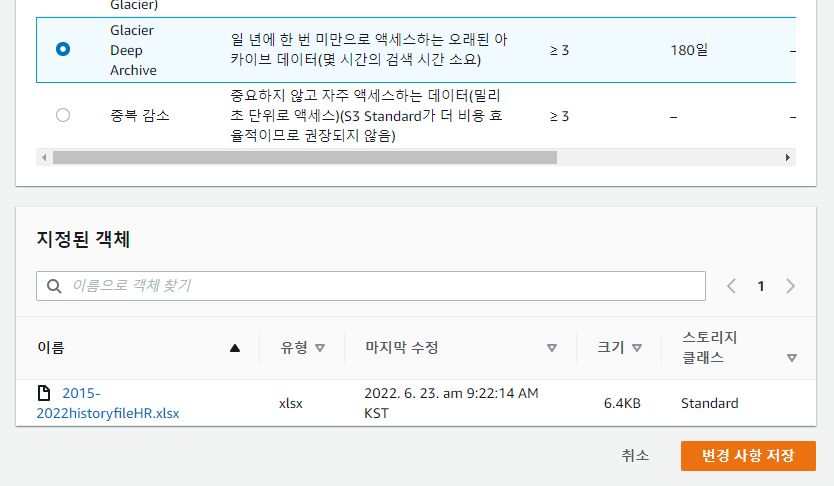 Glacier)
Glacier
Deep
Archive
일 년에 한 번 미만으로 액세스하는 오래된 아
카이브 데이터(몇 시간의 검색 시간 소요)
≥ 3
180일
–
중복 감소
중요하지 않고 자주 액세스하는 데이터(밀리
초 단위로 액세스)(S3 Standard가 더 비용 효
율적이므로 권장되지 않음)
≥ 3
–
–
지정된 객체
이름으로 객체 찾기
1
이름
유형
마지막 수정
크기
스토리지
클래스
2015-
2022historyfileHR.xlsx
xlsx
2022. 6. 23. am 9:22:14 AM
KST
6.4KB
Standard
취소
변경 사항 저장